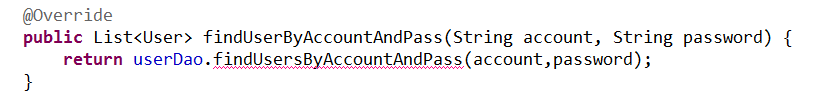 @Override
public List<User> findUserByAccountAndPass(String account, String password) {
    return userDao.findUsersByAccountAndPass(account,password);
}